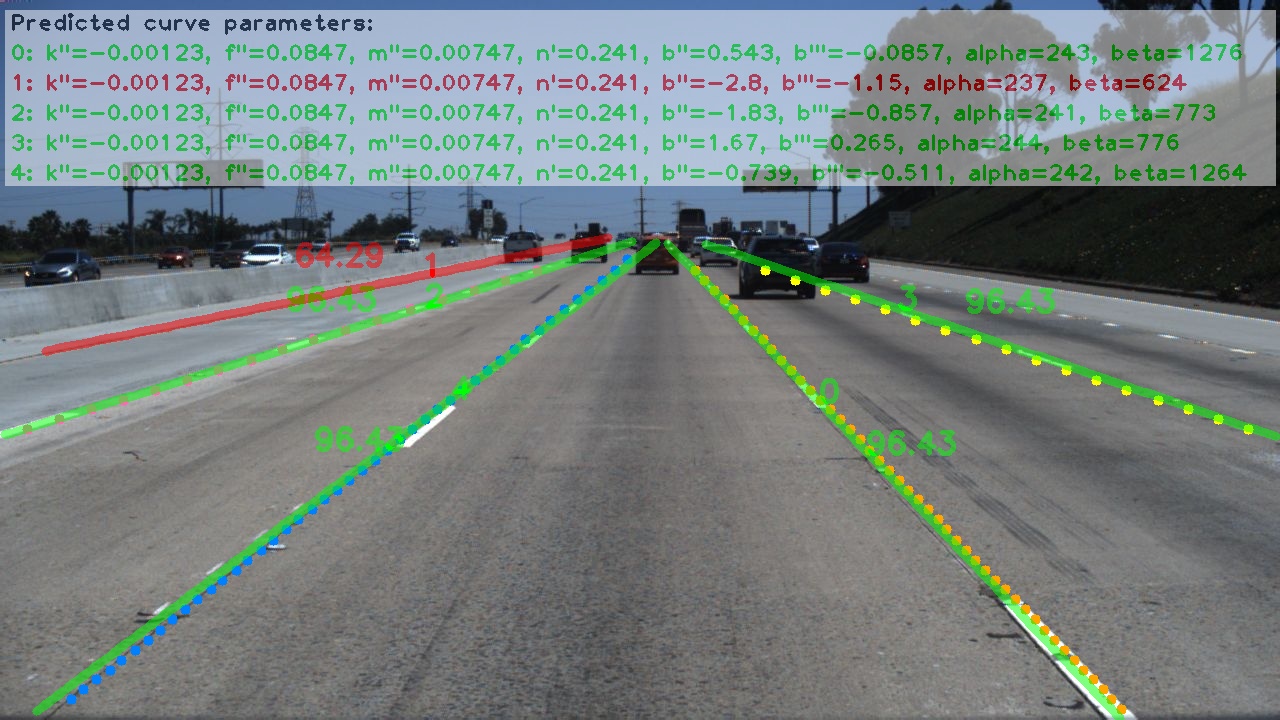 Predicted curve parameters:
0: k''=-0.00123, f''=0.0847, m''=0.00747, n'=0.241, b''=0.543, b'''=-0.0857, alpha=243, beta=1276
1: k''=-0.00123, f''=0.0847, m''=0.00747, n'=0.241, b''=-2.8, b'''=-1.15, alpha=237, beta=624
2: k''=-0.00123, f''=0.0847, m''=0.00747, n'=0.241, b''=-1.83, b'''=-0.857, alpha=241, beta=773
3: k''=-0.00123, f''=0.0847, m''=0.00747, n'=0.241, b''=1.67, b'''=0.265, alpha=244, beta=776
4: k''=-0.00123, f''=0.0847, m''=0.00747, n'=0.241, b''=-0.739, b'''=-0.511, alpha=242, beta=1264
64.29 1
96.43 2
3 96.43
4 0
96.43 96.43